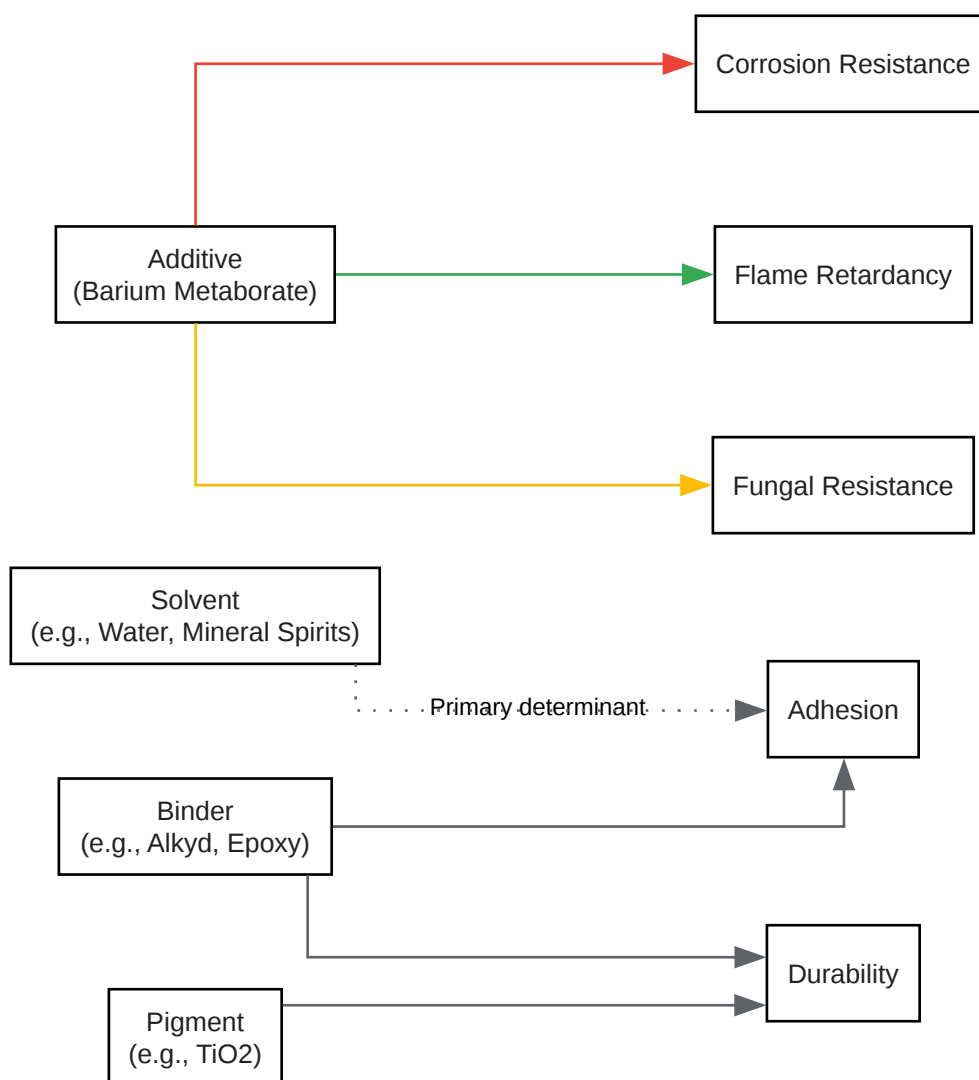 Corrosion Resistance
Additive
(Barium Metaborate)
Flame Retardancy
Fungal Resistance
Solvent
(e.g., Water, Mineral Spirits)
Primary determinant
Adhesion
Binder
(e.g., Alkyd, Epoxy)
Durability
Pigment
(e.g., TiO2)